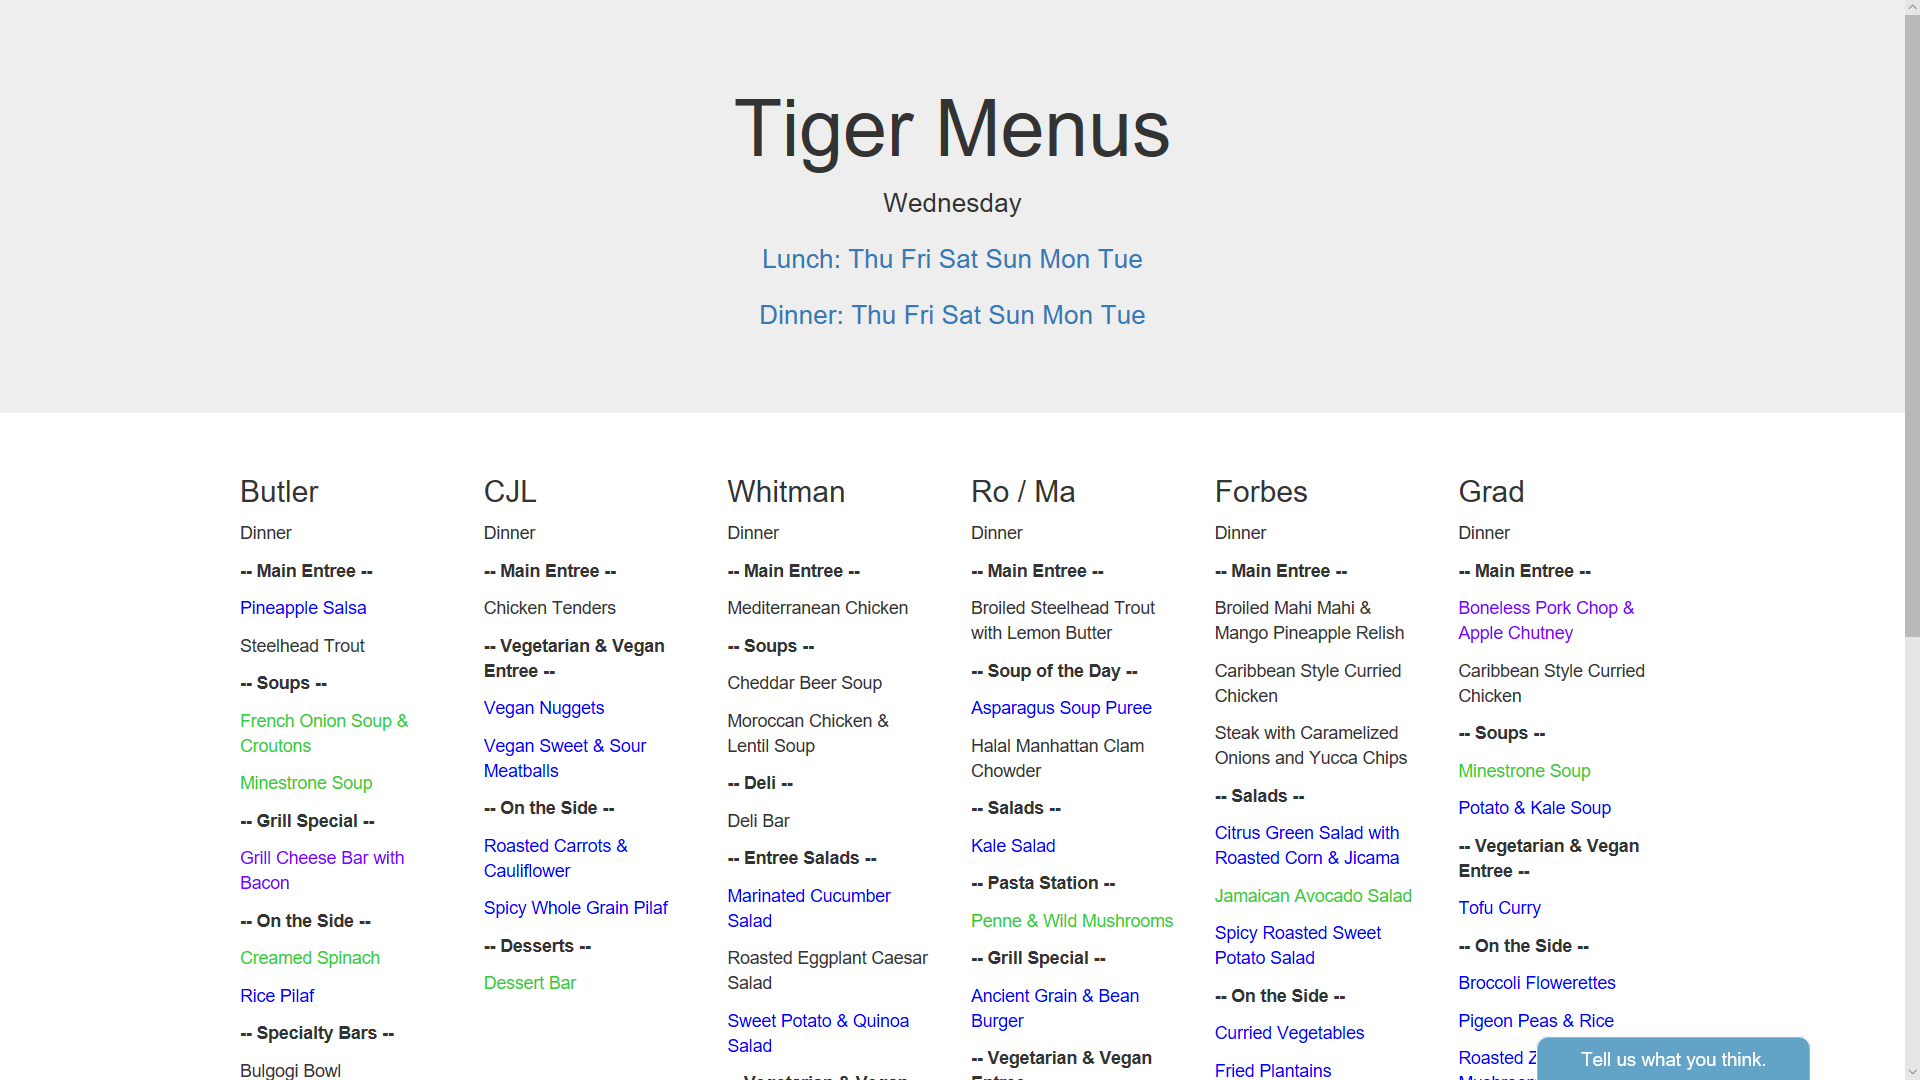 Tiger Menus
Wednesday
Lunch: Thu Fri Sat Sun Mon Tue
Dinner: Thu Fri Sat Sun Mon Tue
Butler
Dinner
-- Main Entree --
Pineapple Salsa
Steelhead Trout
-- Soups --
French Onion Soup &
Croutons
Minestrone Soup
-- Grill Special --
Grill Cheese Bar with
Bacon
-- On the Side --
Creamed Spinach
Rice Pilaf
-- Specialty Bars --
Bulgogi Bowl
CJL
Dinner
-- Main Entree --
Chicken Tenders
-- Vegetarian & Vegan
Entree --
Vegan Nuggets
Vegan Sweet & Sour
Meatballs
-- On the Side --
Roasted Carrots &
Cauliflower
Spicy Whole Grain Pilaf
-- Desserts --
Dessert Bar
Whitman
Dinner
-- Main Entree --
Mediterranean Chicken
-- Soups --
Cheddar Beer Soup
Moroccan Chicken &
Lentil Soup
-- Deli --
Deli Bar
-- Entree Salads --
Marinated Cucumber
Salad
Roasted Eggplant Caesar
Salad
Sweet Potato & Quinoa
Salad
-- Vegetarian & Vegan
Ro / Ma
Dinner
-- Main Entree --
Broiled Steelhead Trout
with Lemon Butter
-- Soup of the Day --
Asparagus Soup Puree
Halal Manhattan Clam
Chowder
-- Salads --
Kale Salad
-- Pasta Station --
Penne & Wild Mushrooms
-- Grill Special --
Ancient Grain & Bean
Burger
-- Vegetarian & Vegan
Entree --
Forbes
Dinner
-- Main Entree --
Broiled Mahi Mahi &
Mango Pineapple Relish
Caribbean Style Curried
Chicken
Steak with Caramelized
Onions and Yucca Chips
-- Salads --
Citrus Green Salad with
Roasted Corn & Jicama
Jamaican Avocado Salad
Spicy Roasted Sweet
Potato Salad
-- On the Side --
Curried Vegetables
Fried Plantains
Grad
Dinner
-- Main Entree --
Boneless Pork Chop &
Apple Chutney
Caribbean Style Curried
Chicken
-- Soups --
Minestrone Soup
Potato & Kale Soup
-- Vegetarian & Vegan
Entree --
Tofu Curry
-- On the Side --
Broccoli Flowerettes
Pigeon Peas & Rice
Roasted
Tell us what you think.